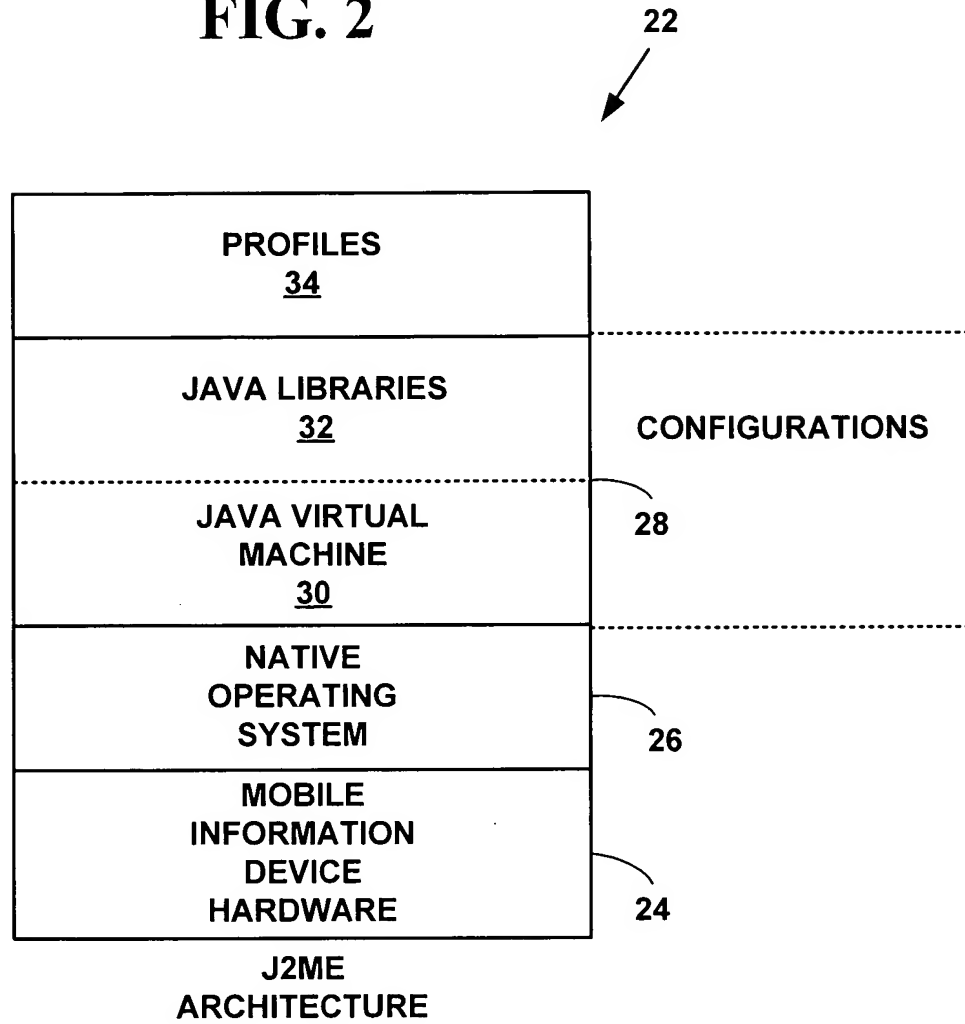 FIG. 2
22
PROFILES
34
JAVA LIBRARIES
32
CONFIGURATIONS
28
JAVA VIRTUAL
MACHINE
30
NATIVE
OPERATING
SYSTEM
26
MOBILE
INFORMATION
DEVICE
HARDWARE
24
J2ME
ARCHITECTURE